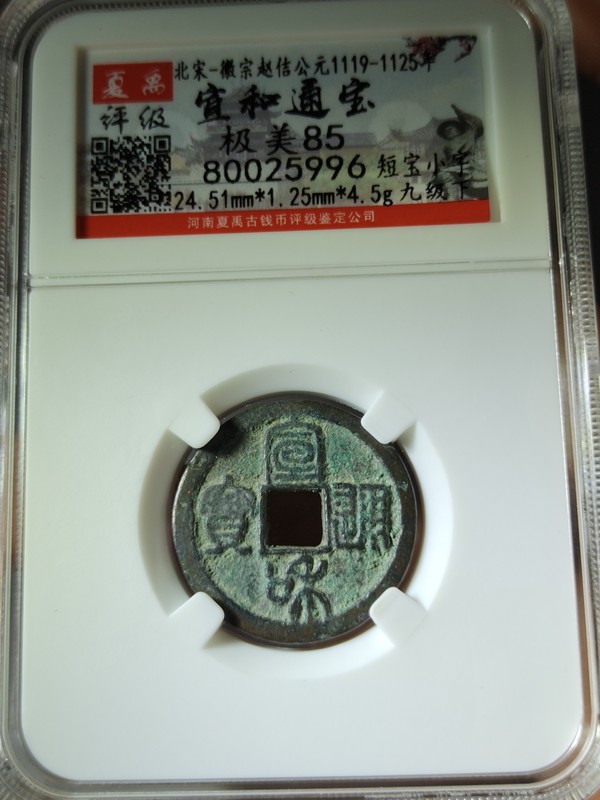 夏禹
评级
北宋-徽宗赵佶公元1119-1125年
宣和通宝
极美85
80025996 短宝小字
24.51mm*1.25mm*4.5g 九级下
河南夏禹古钱币评级鉴定公司
宣
和
通
寳